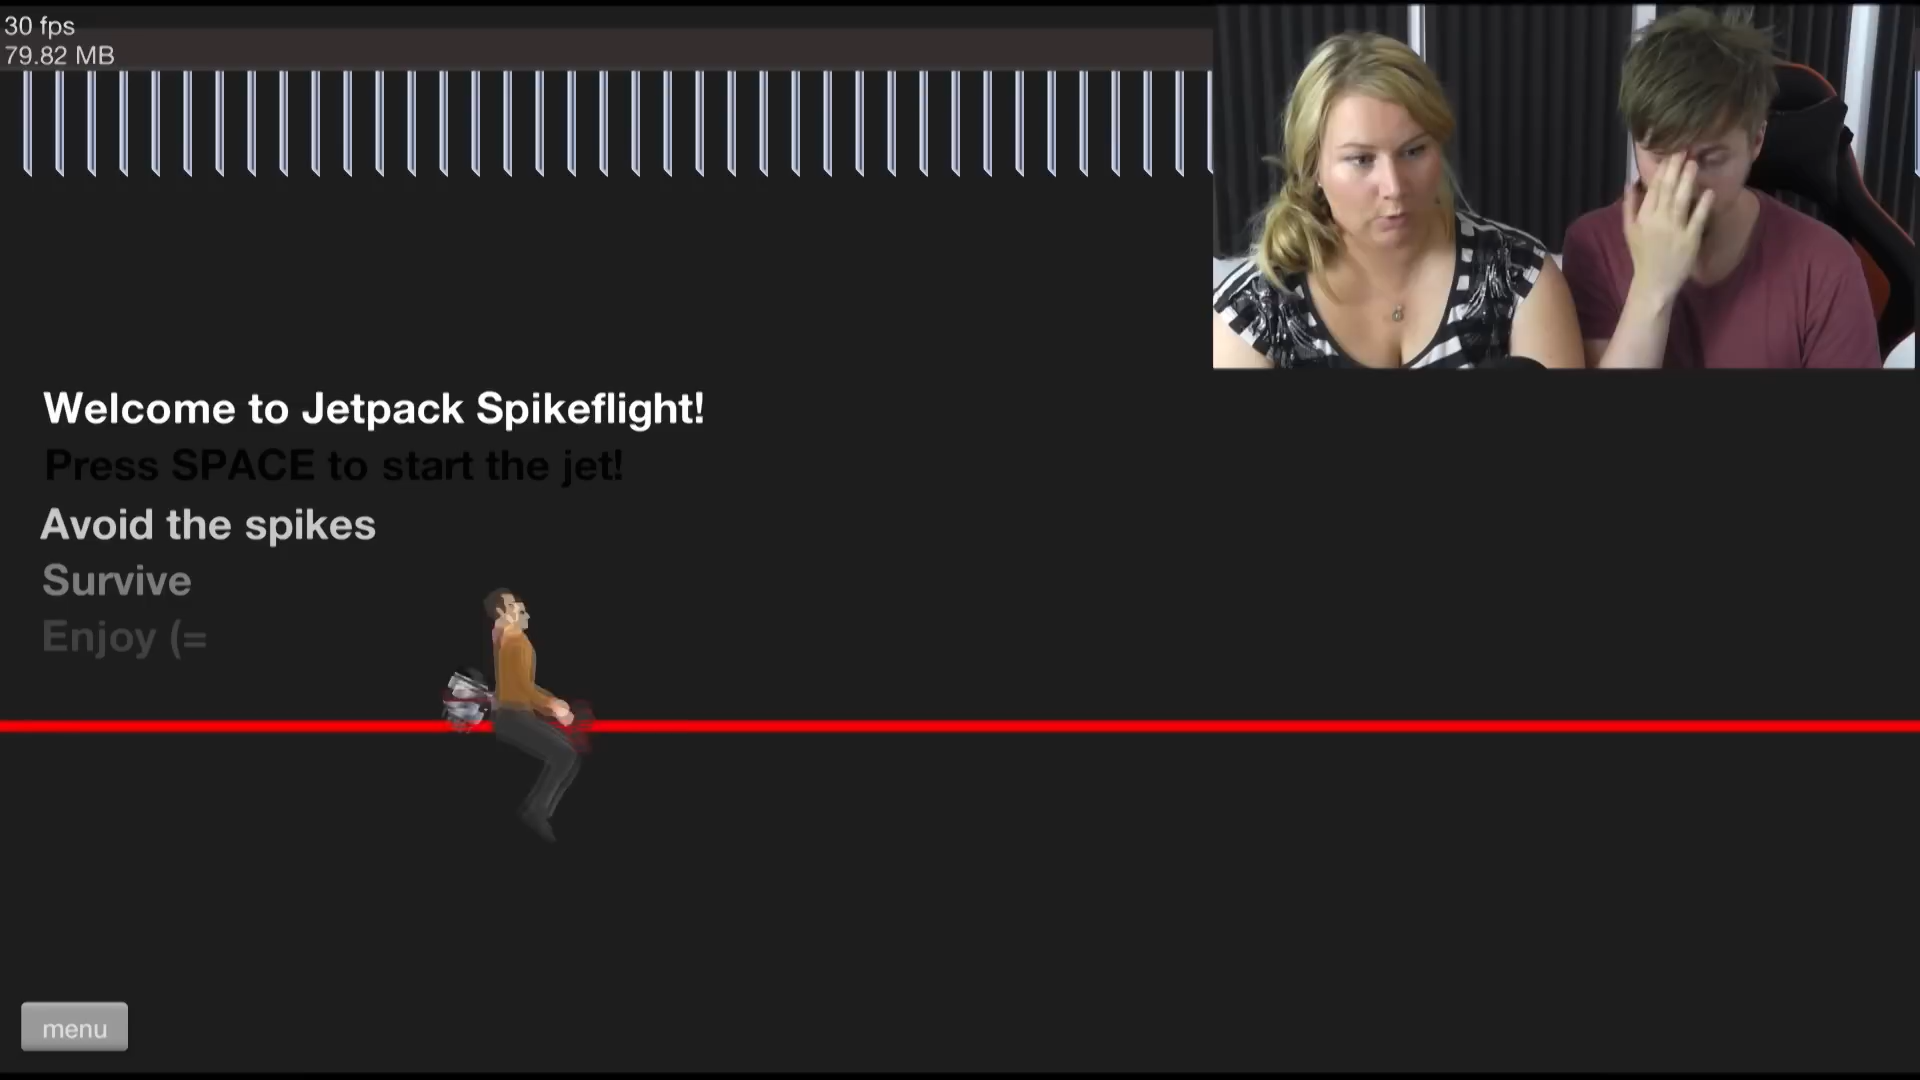 30 fps
79.82 MB
Welcome to Jetpack Spikeflight!
Press SPACE to start the jet!
Avoid the spikes
Survive
Enjoy (=
menu